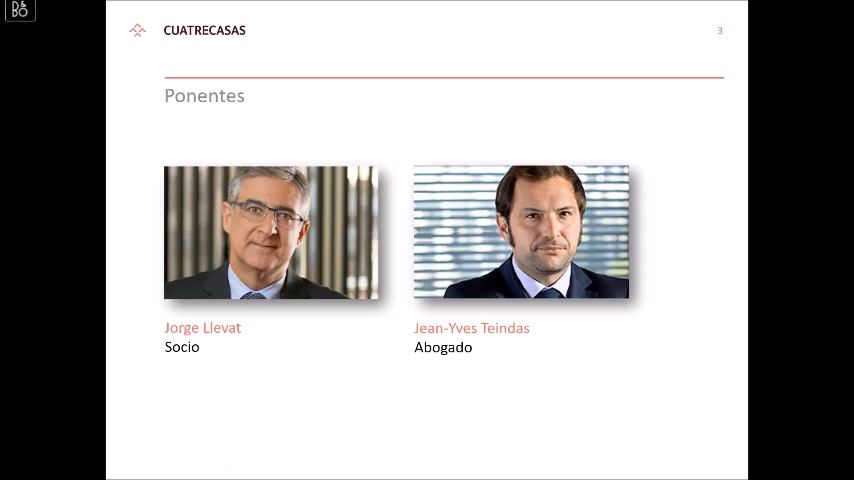 B&O
CUATRECASAS
3
Ponentes
Jorge Llevat
Jean-Yves Teindas
Socio
Abogado